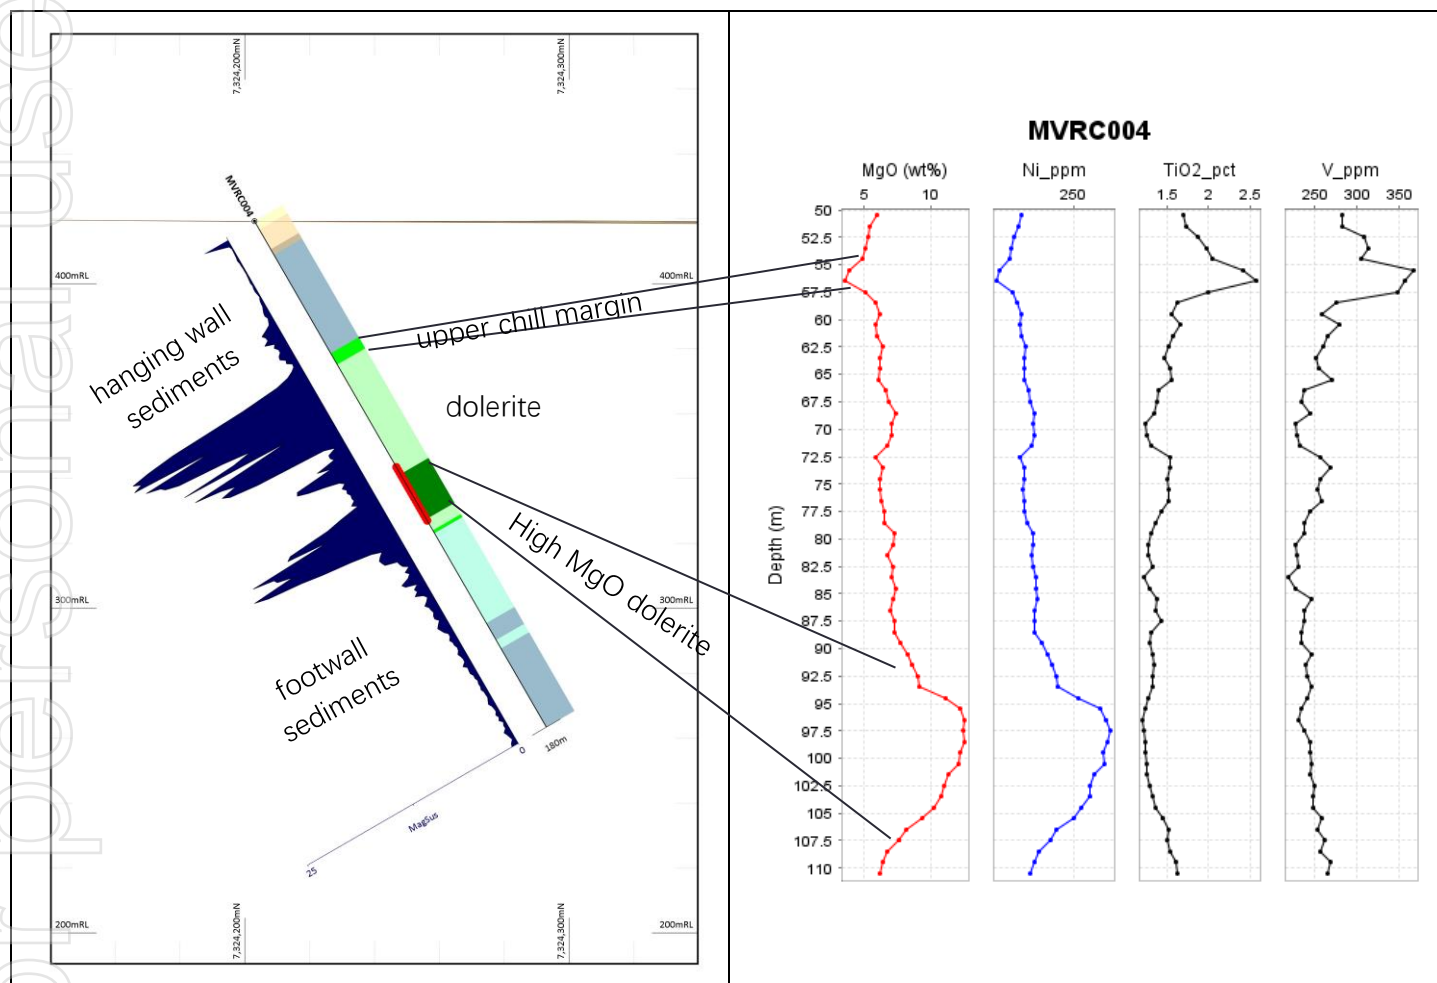 or personal use
7,324,200mN
7,324,300mN
MVRC004
400mRL
400mRL
hanging wall
sediments
upper chill margin
dolerite
High MgO dolerite
300mRL
300mRL
footwall
sediments
0
180m
MagSus
25
200mRL
200mRL
7,324,200mN
7,324,300mN
MVRC004
MgO (wt%)
Ni_ppm
TiO2_pct
V_ppm
5
10
250
1.5
2
2.5
250
300
350
Depth (m)
50
52.5
55
57.5
60
62.5
65
67.5
70
72.5
75
77.5
80
82.5
85
87.5
90
92.5
95
97.5
100
102.5
105
107.5
110